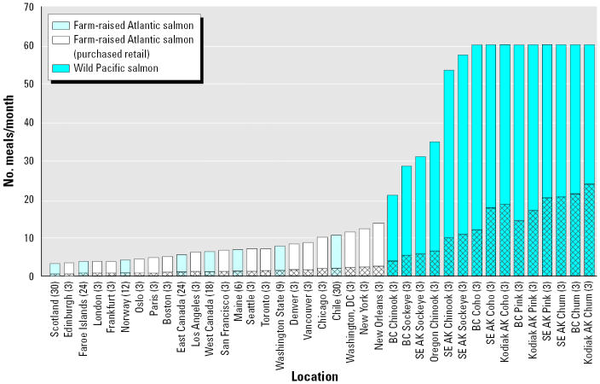 70
60
50
40
30
20
10
0
No. meals/month
Farm-raised Atlantic salmon
Farm-raised Atlantic salmon
(purchased retail)
Wild Pacific salmon
Scotland (30)
Edinburgh (3)
Faroe Islands (24)
London (3)
Frankfurt (3)
Norway (12)
Oslo (3)
Paris (3)
Boston (3)
East Canada (24)
Los Angeles (3)
West Canada (18)
San Francisco (3)
Maine (6)
Seattle (3)
Toronto (3)
Washington State (9)
Denver (3)
Vancouver (3)
Chicago (3)
Chile (30)
Washington, DC (3)
New York (3)
New Orleans (3)
BC Chinook (3)
BC Sockeye (3)
SE AK Sockeye (3)
Oregon Chinook (3)
SE AK Chinook (3)
SE AK Sockeye (3)
BC Coho (3)
SE AK Coho (3)
Kodiak AK Coho (3)
BC Pink (3)
Kodiak AK Pink (3)
SE AK Pink (3)
SE AK Chum (3)
BC Chum (3)
Kodiak AK Chum (3)
Location